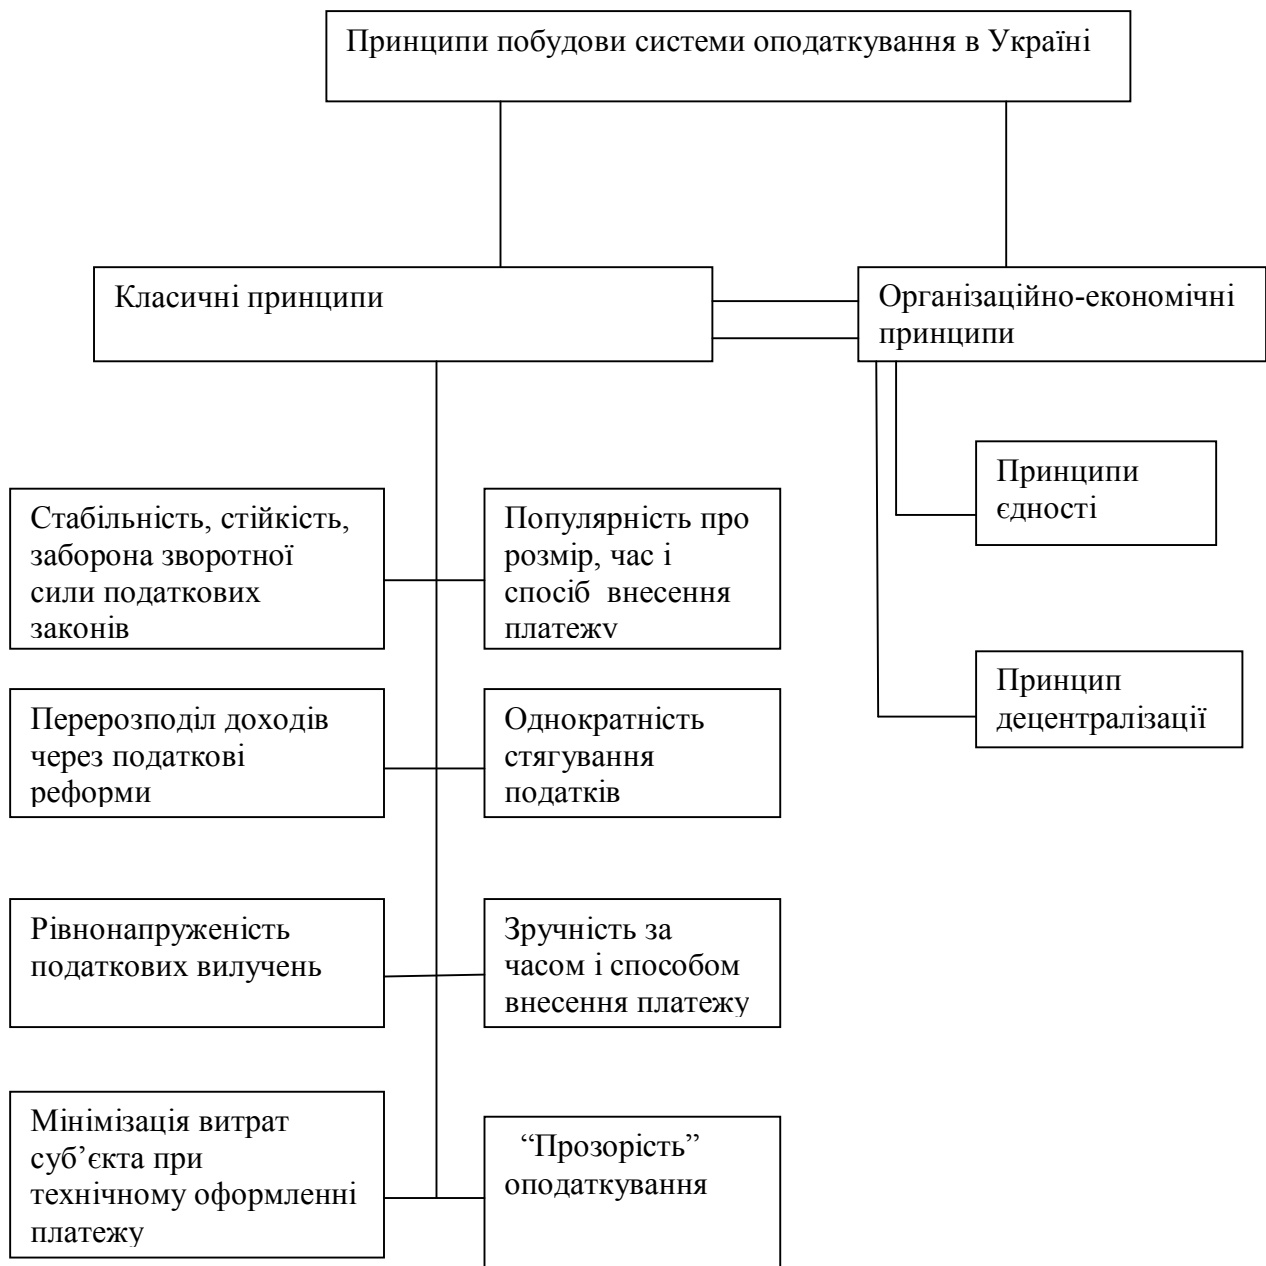 Принципи побудови системи оподаткування в Україні
Класичні принципи
Організаційно-економічні
принципи
Принципи
єдності
Стабільність, стійкість,
заборона зворотної
сили податкових
законів
Популярність про
розмір, час і
спосіб внесення
платежу
Принцип
децентралізації
Перерозподіл доходів
через податкові
реформи
Однократність
стягування
податків
Рівнонапруженість
податкових вилучень
Зручність за
часом і способом
внесення платежу
Мінімізація витрат
суб’єкта при
технічному оформленні
платежу
“Прозорість”
оподаткування